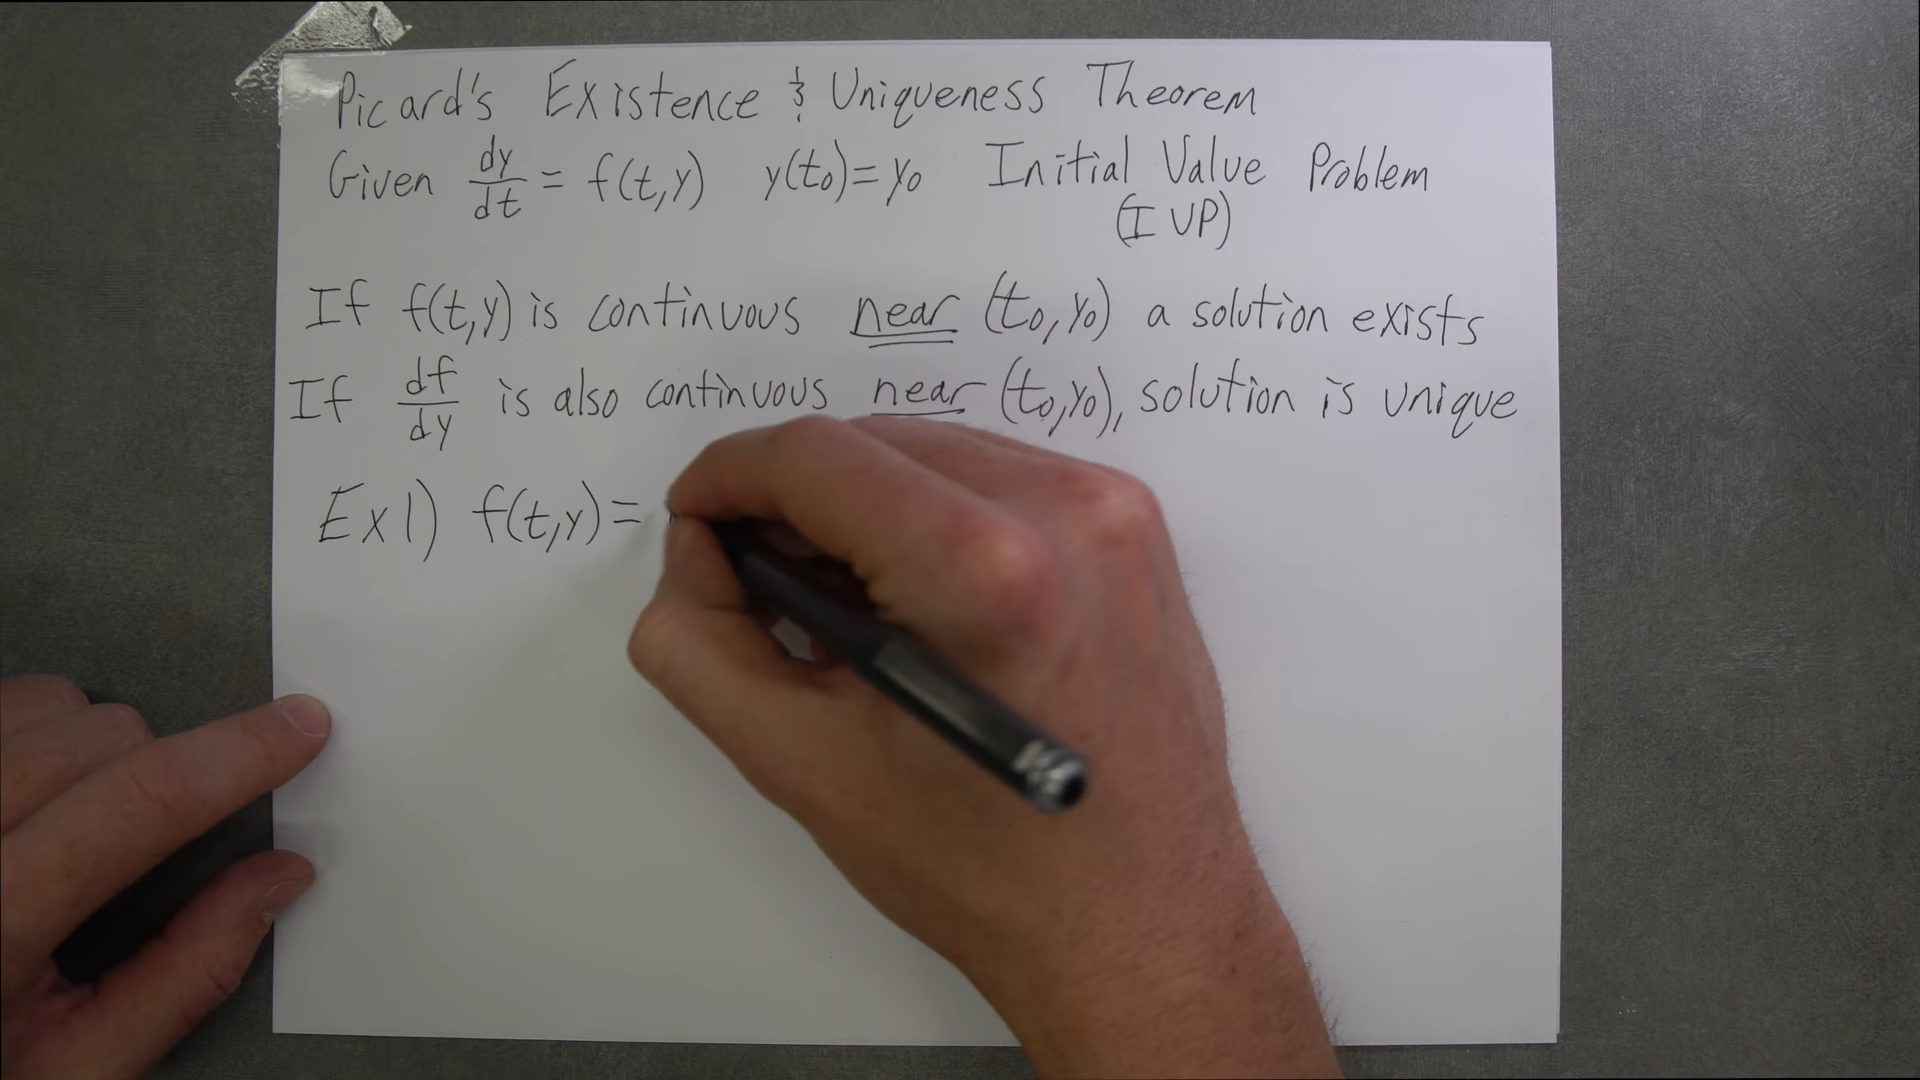 Picard's Existence & Uniqueness Theorem
Given dy/dt = f(t,y) y(t₀)=y₀ Initial Value Problem
(IVP)
If f(t,y) is continuous near (t₀,y₀) a solution exists
If df/dy is also continuous near (t₀,y₀), solution is unique
Ex1) f(t,y)=